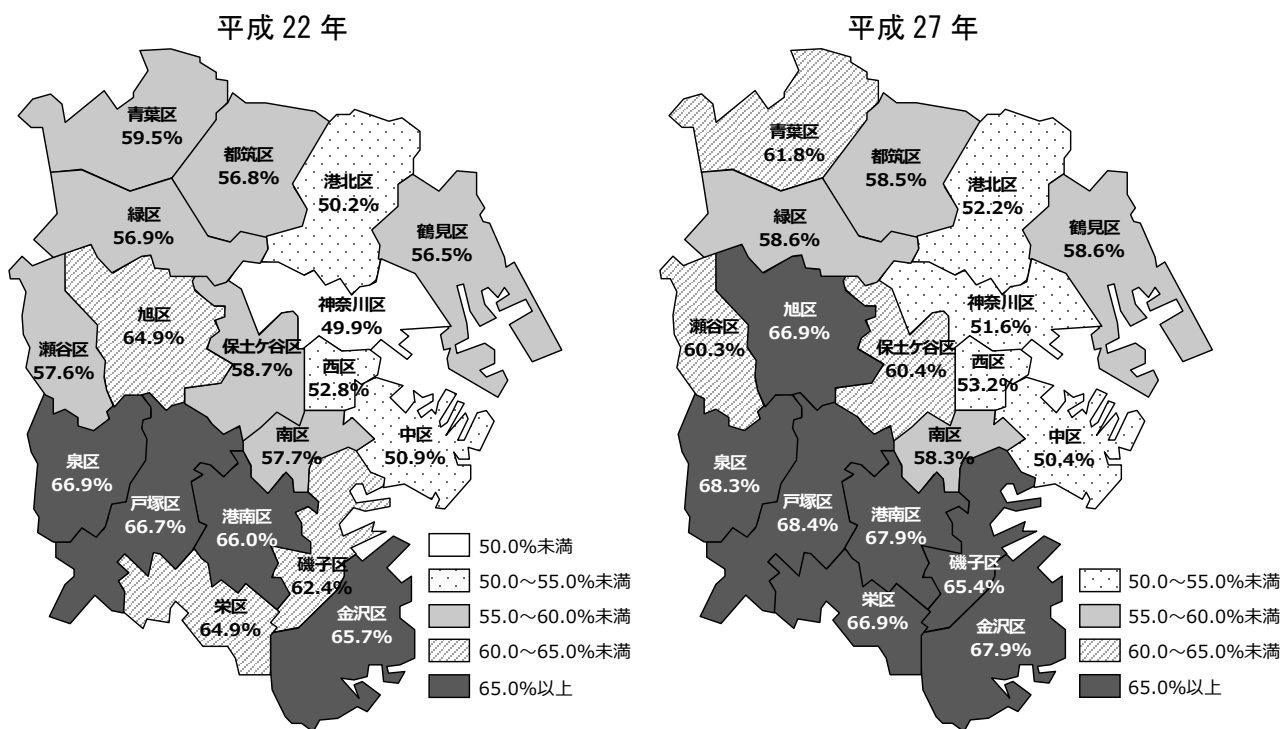 平成 22 年
青葉区
59.5%
都筑区
56.8%
港北区
50.2%
緑区
56.9%
鶴見区
56.5%
神奈川区
49.9%
旭区
64.9%
瀬谷区
57.6%
保土ケ谷区
58.7%
西区
52.8%
南区
57.7%
中区
50.9%
泉区
66.9%
戸塚区
66.7%
港南区
66.0%
磯子区
62.4%
栄区
64.9%
金沢区
65.7%
50.0%未満
50.0～55.0%未満
55.0～60.0%未満
60.0～65.0%未満
65.0%以上
平成 27 年
青葉区
61.8%
都筑区
58.5%
港北区
52.2%
緑区
58.6%
鶴見区
58.6%
神奈川区
51.6%
旭区
66.9%
瀬谷区
60.3%
保土ケ谷区
60.4%
西区
53.2%
南区
58.3%
中区
50.4%
泉区
68.3%
戸塚区
68.4%
港南区
67.9%
磯子区
65.4%
栄区
66.9%
金沢区
67.9%
50.0～55.0%未満
55.0～60.0%未満
60.0～65.0%未満
65.0%以上